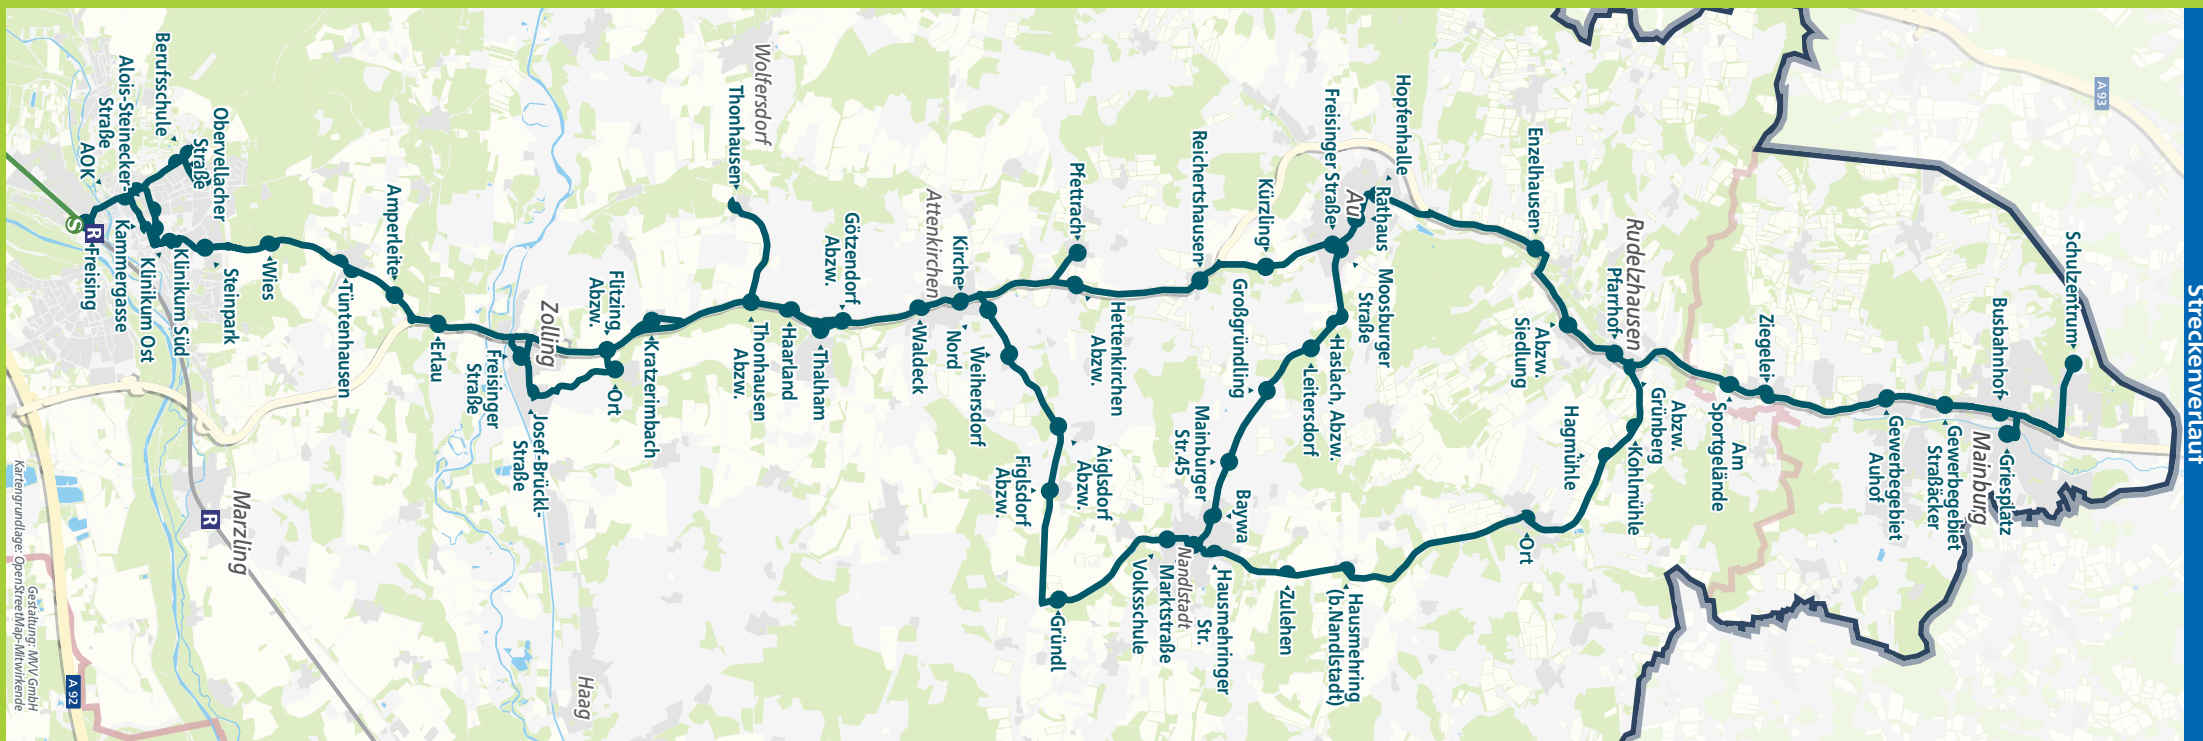 Streckenverlauf
A 93
Schulzentrum
Busbahnhof
Griesplatz
Mainburg
Gewerbegebiet
Straßäcker
Gewerbegebiet
Auhof
Ziegelei
Am
Sportgelände
Rudelzhausen
Pfarrhof
Abzw.
Grünberg
Kohlmühle
Hagmühle
Ort
Abzw.
Siedlung
Enzelhausen
Hopfenhalle
Rathaus
Au
Freisinger Straße
Moosburger
Straße
Haslach, Abzw.
Leitersdorf
Großgründling
Mainburger
Str.45
Baywa
Hausmehring
(b.Nandlstadt)
Zulehen
Hausmehringer
Str.
Nandlstadt
Marktstraße
Volksschule
Gründl
Figlsdorf
Abzw.
Aiglsdorf
Abzw.
Weihersdorf
Kürzling
Reichertshausen
Hettenkirchen
Abzw.
Pfettrach
Nord
Kirche
Attenkirchen
Waldeck
Götzendorf
Abzw.
Thalham
Haarland
Thonhausen
Abzw.
Thonhausen
Wolfersdorf
Kratzerimbach
Flitzing,
Abzw.
Ort
Zolling
Josef-Brückl-
Straße
Freisinger
Straße
Haag
Erlau
Amperleite
Tüntenhausen
Wies
Steinpark
Obervellacher
Straße
Berufsschule
Klinikum Süd
Klinikum Ost
Kammergasse
Alois-Steinecker-
Straße
AOK
Freising
R
S
Marzling
R
A 92
Gestaltung: MVV GmbH
Kartengrundlage: OpenStreetMap-Mitwirkende